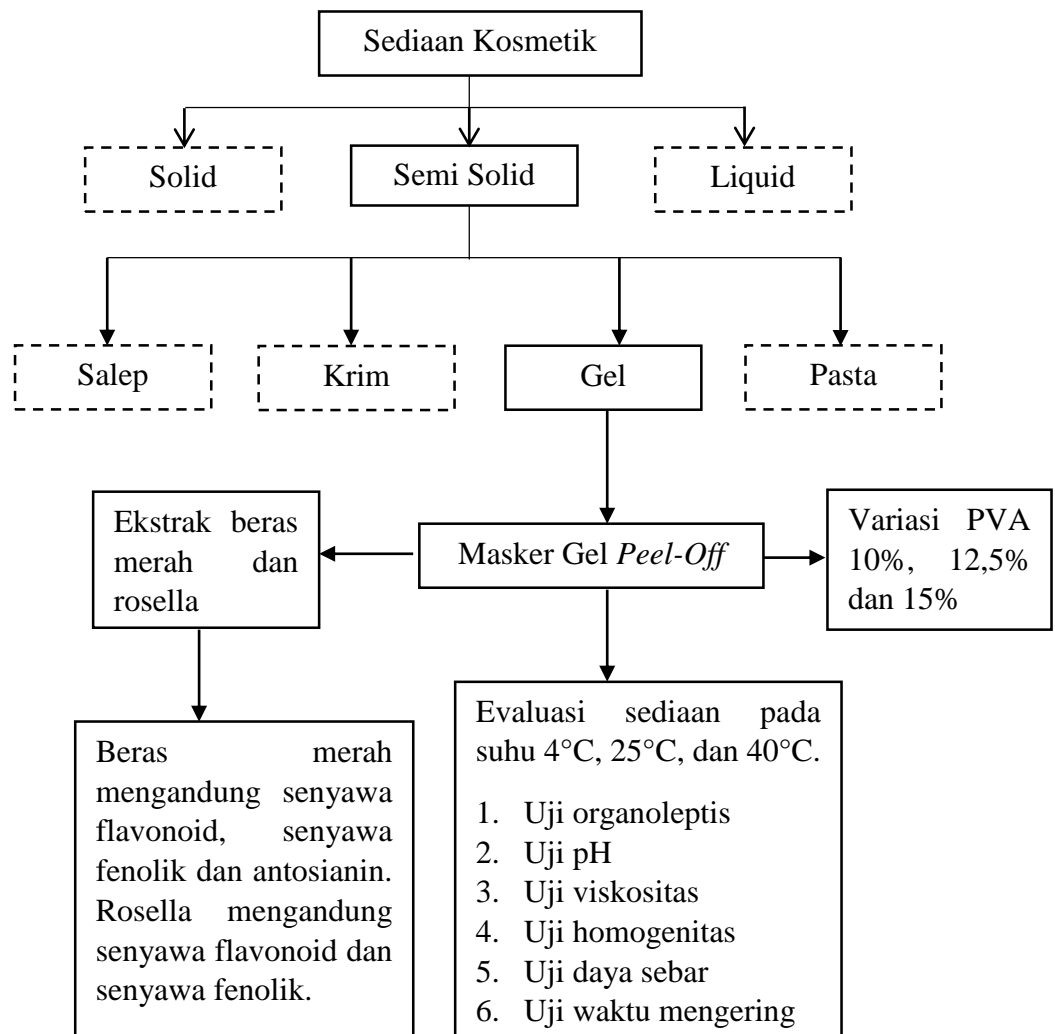 Sediaan Kosmetik
Solid
Semi Solid
Liquid
Salep
Krim
Gel
Pasta
Ekstrak beras
merah dan
rosella
Masker Gel Peel-Off
Variasi PVA
10%, 12,5%
dan 15%
Beras merah
mengandung senyawa
flavonoid, senyawa
fenolik dan antosianin.
Rosella mengandung
senyawa flavonoid dan
senyawa fenolik.
Evaluasi sediaan pada
suhu 4°C, 25°C, dan 40°C.
1. Uji organoleptis
2. Uji pH
3. Uji viskositas
4. Uji homogenitas
5. Uji daya sebar
6. Uji waktu mengering